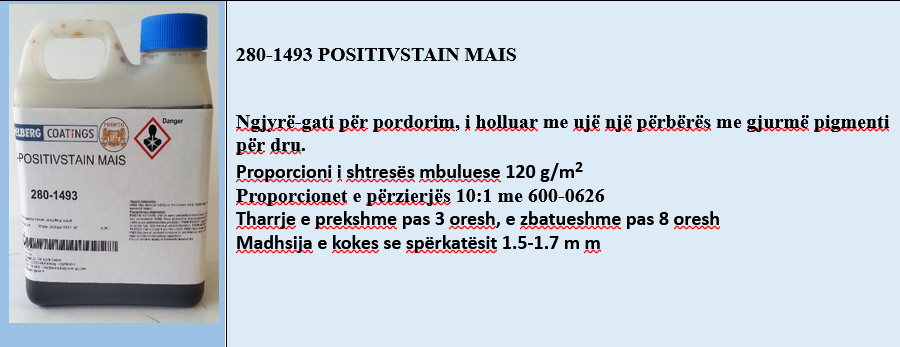 ELBERG COATINGS
Danger
-POSITIVSTAIN MAIS
280-1493
280-1493 POSITIVSTAIN MAIS
Ngjyrë-gati për pordorim, i holluar me ujë një përbërës me gjurmë pigmenti
për dru.
Proporcioni i shtresës mbuluese 120 g/m²
Proporcionet e përzierjës 10:1 me 600-0626
Tharrje e prekshme pas 3 oresh, e zbatueshme pas 8 oresh
Madhsija e kokes se spërkatësit 1.5-1.7 m m